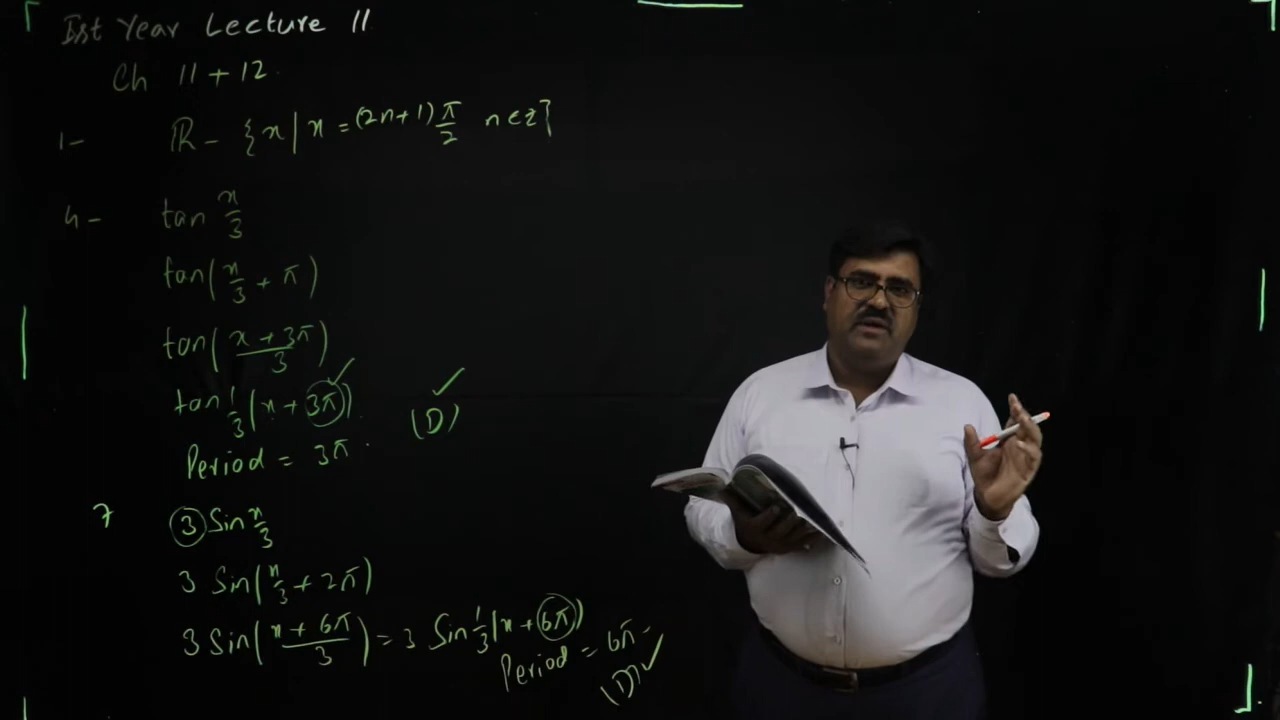 Ist Year Lecture 11
Ch 11 + 12
1- R - {x | x = (2n+1) π/2 n ∈ z}
4- tan x/3
tan(x/3 + π)
tan((x + 3π)/3)
tan 1/3(x + 3π). ✓ (D) ✓
Period = 3π.
7 3 Sin x/3
3 Sin(x/3 + 2π)
3 Sin((x + 6π)/3) = 3 Sin 1/3(x + 6π)
Period = 6π.
(D) ✓